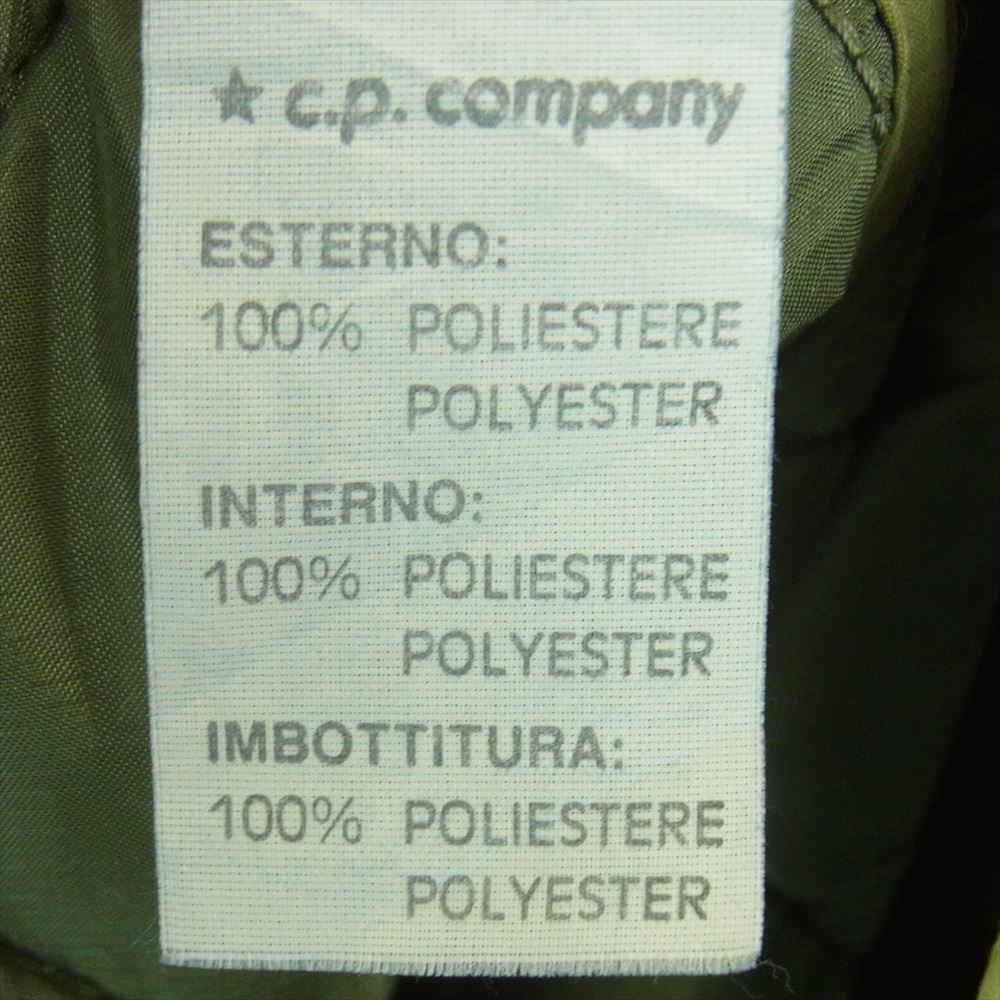 ★ c.p. company
ESTERNO:
100% POLIESTERE
POLYESTER
INTERNO:
100% POLIESTERE
POLYESTER
IMBOTTITURA:
100% POLIESTERE
POLYESTER